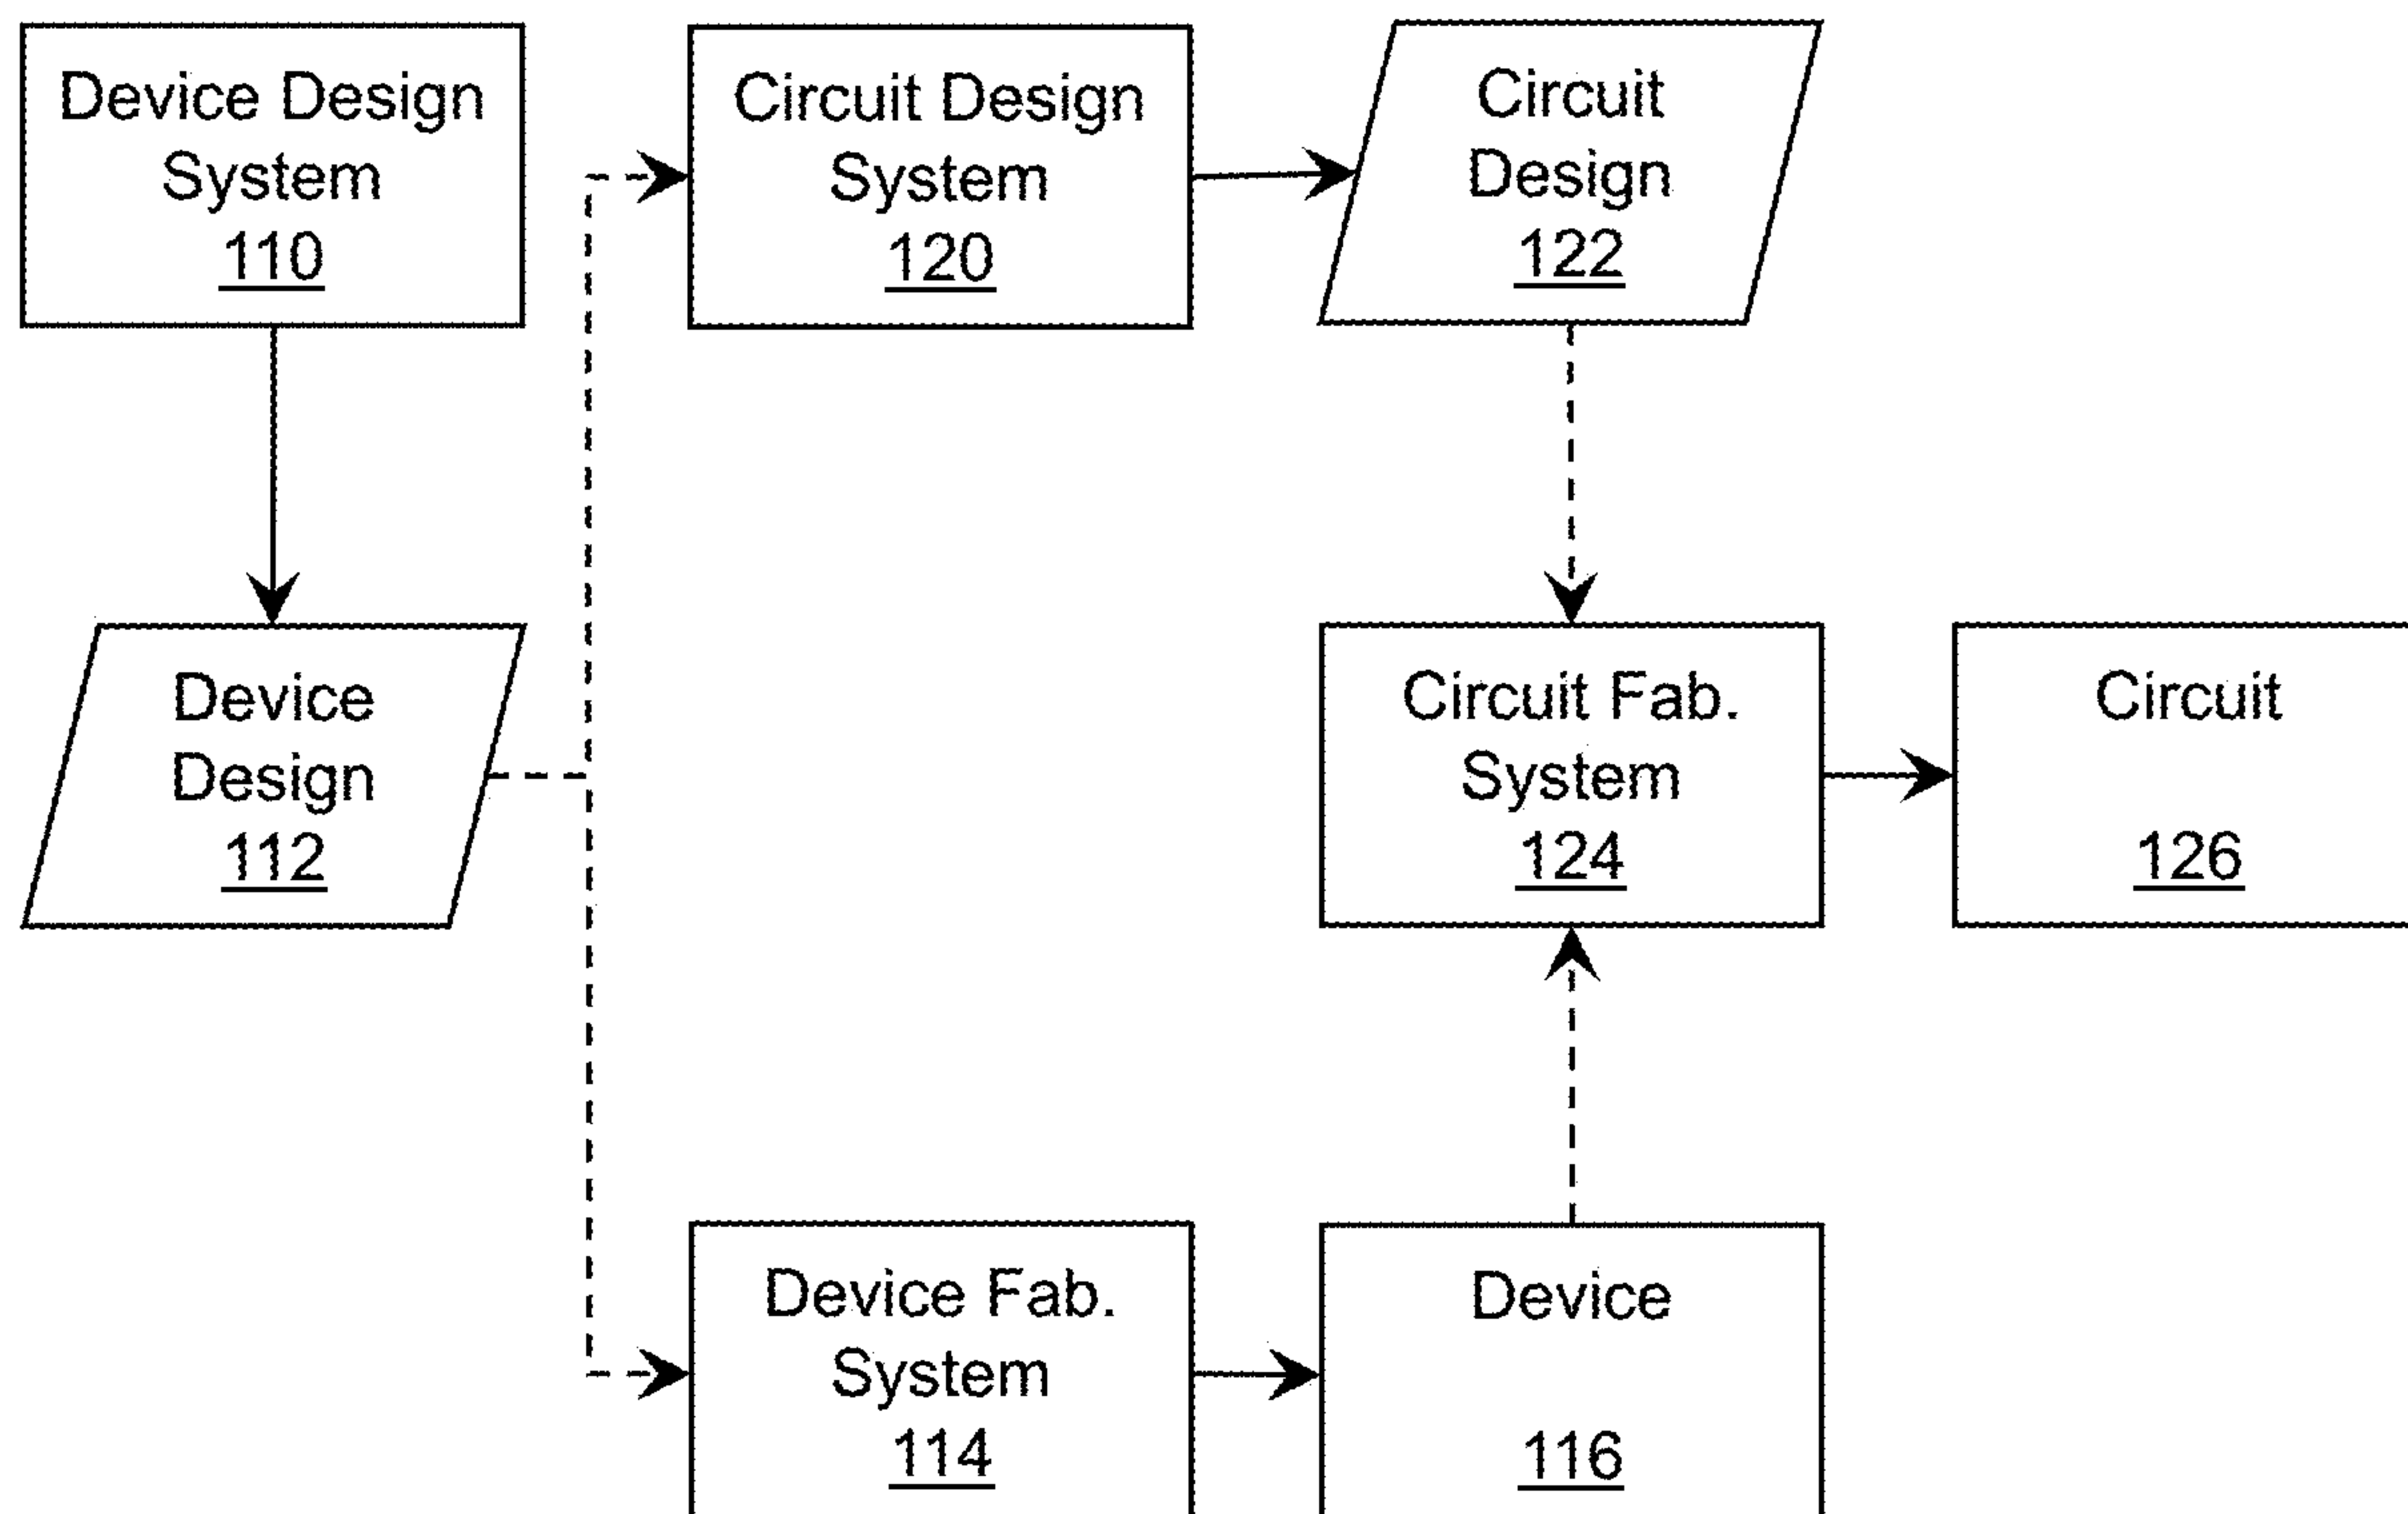 Device Design
System
110
Circuit Design
System
120
Circuit
Design
122
Device
Design
112
Circuit Fab.
System
124
Circuit
126
Device Fab.
System
114
Device
116